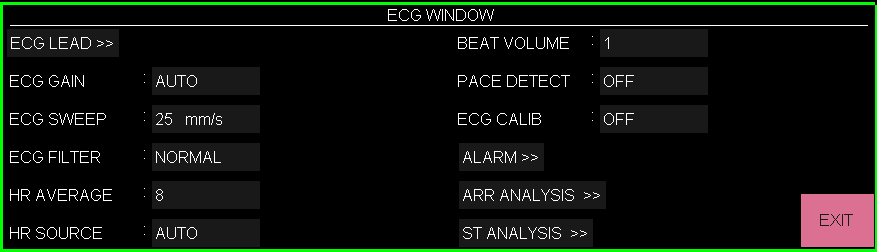 ECG WINDOW
ECG LEAD >>
BEAT VOLUME : 1
ECG GAIN : AUTO
PACE DETECT : OFF
ECG SWEEP : 25 mm/s
ECG CALIB : OFF
ECG FILTER : NORMAL
ALARM >>
HR AVERAGE : 8
ARR ANALYSIS >>
HR SOURCE : AUTO
ST ANALYSIS >>
EXIT